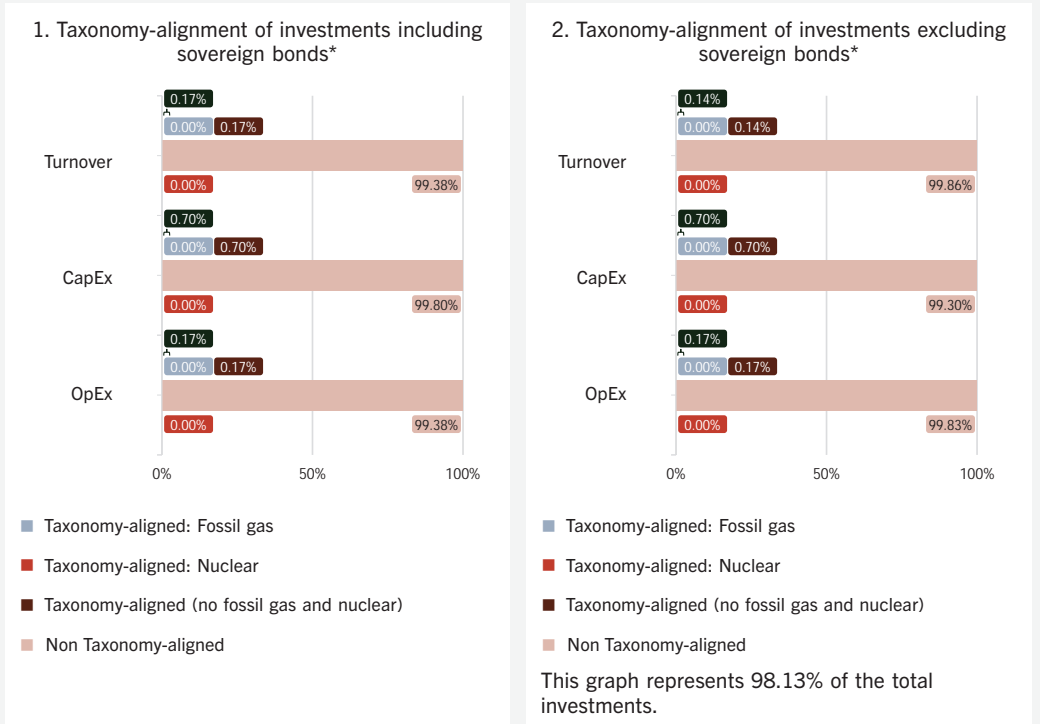 1. Taxonomy-alignment of investments including
sovereign bonds*
0.17%
0.00% 0.17%
Turnover
0.00% 99.38%
0.70%
0.00% 0.70%
CapEx
0.00% 99.80%
0.17%
0.00% 0.17%
OpEx
0.00% 99.38%
0% 50% 100%
Taxonomy-aligned: Fossil gas
Taxonomy-aligned: Nuclear
Taxonomy-aligned (no fossil gas and nuclear)
Non Taxonomy-aligned
2. Taxonomy-alignment of investments excluding
sovereign bonds*
0.14%
0.00% 0.14%
Turnover
0.00% 99.86%
0.70%
0.00% 0.70%
CapEx
0.00% 99.30%
0.17%
0.00% 0.17%
OpEx
0.00% 99.83%
0% 50% 100%
Taxonomy-aligned: Fossil gas
Taxonomy-aligned: Nuclear
Taxonomy-aligned (no fossil gas and nuclear)
Non Taxonomy-aligned
This graph represents 98.13% of the total
investments.